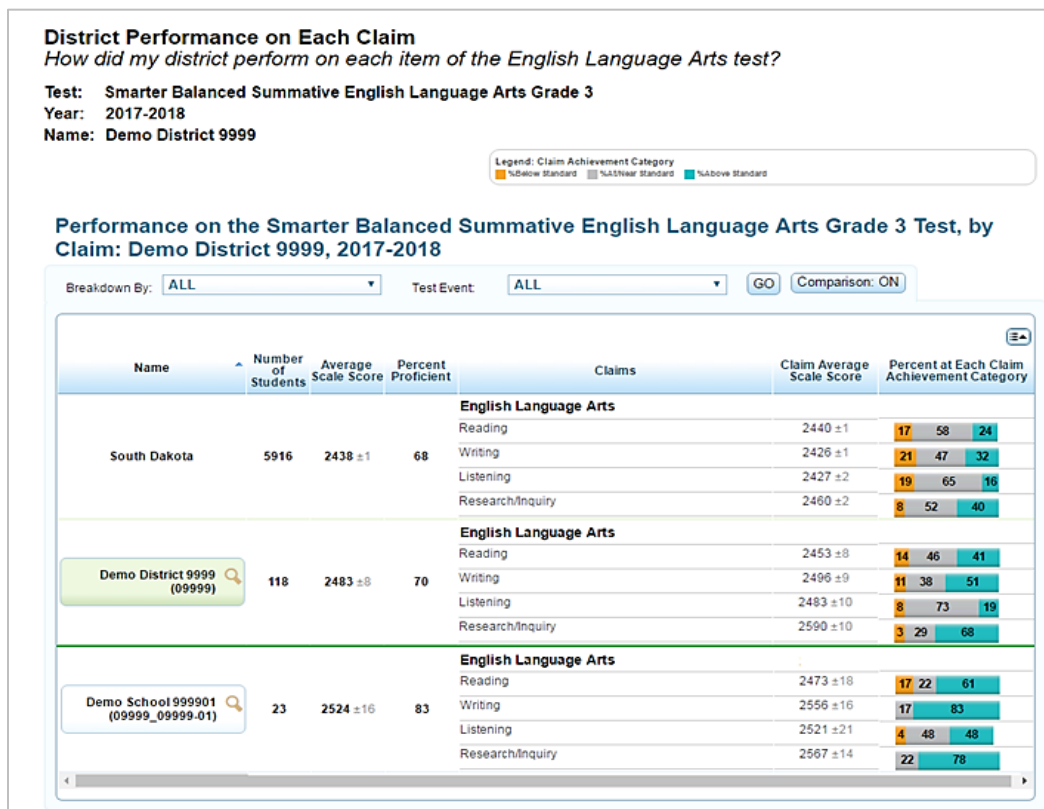 District Performance on Each Claim
How did my district perform on each item of the English Language Arts test?
Test: Smarter Balanced Summative English Language Arts Grade 3
Year: 2017-2018
Name: Demo District 9999
Legend: Claim Achievement Category
%Below Standard %At/Near Standard %Above Standard
Performance on the Smarter Balanced Summative English Language Arts Grade 3 Test, by
Claim: Demo District 9999, 2017-2018
Breakdown By: ALL Test Event: ALL GO Comparison: ON
Name Number of Students Average Scale Score Percent Proficient Claims Claim Average Scale Score Percent at Each Claim Achievement Category
English Language Arts
Reading 2440 ±1 17 58 24
South Dakota 5916 2438 ±1 68
Writing 2426 ±1 21 47 32
Listening 2427 ±2 19 65 16
Research/Inquiry 2460 ±2 8 52 40
English Language Arts
Reading 2453 ±8 14 46 41
Demo District 9999
(09999)
118 2483 ±8 70
Writing 2496 ±9 11 38 51
Listening 2483 ±10 8 73 19
Research/Inquiry 2590 ±10 3 29 68
English Language Arts
Reading 2473 ±18 17 22 61
Demo School 999901
(09999_09999-01)
23 2524 ±16 83
Writing 2556 ±16 17 83
Listening 2521 ±21 4 48 48
Research/Inquiry 2567 ±14 22 78